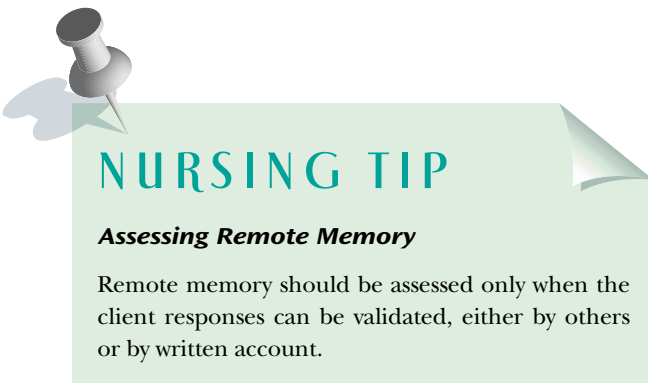 NURSING TIP
Assessing Remote Memory
Remote memory should be assessed only when the
client responses can be validated, either by others
or by written account.